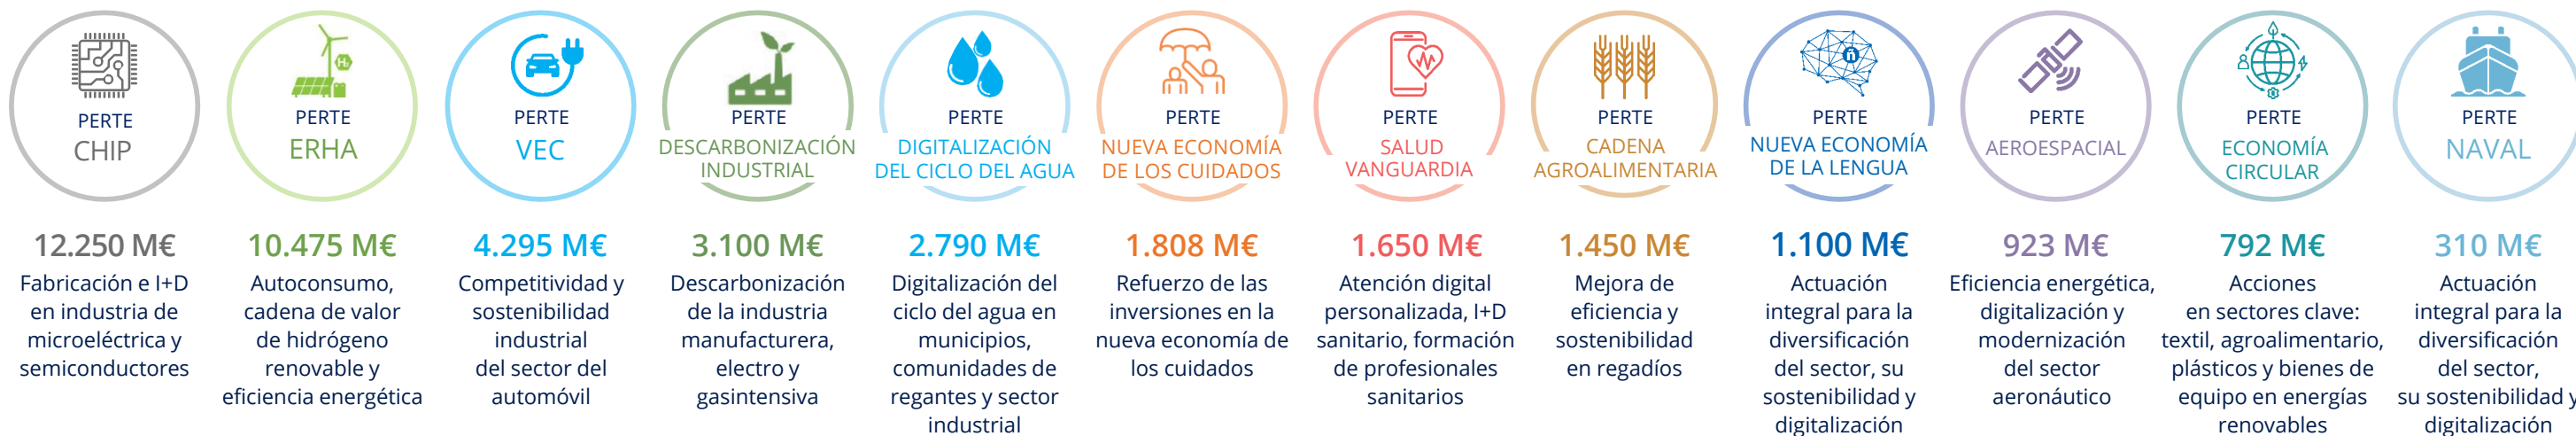 PERTE
CHIP
12.250 M€
Fabricación e I+D
en industria de
microeléctrica y
semiconductores
PERTE
ERHA
10.475 M€
Autoconsumo,
cadena de valor
de hidrógeno
renovable y
eficiencia energética
PERTE
VEC
4.295 M€
Competitividad y
sostenibilidad
industrial
del sector del
automóvil
PERTE
DESCARBONIZACIÓN
INDUSTRIAL
3.100 M€
Descarbonización
de la industria
manufacturera,
electro y
gasintensiva
PERTE
DIGITALIZACIÓN
DEL CICLO DEL AGUA
2.790 M€
Digitalización del
ciclo del agua en
municipios,
comunidades de
regantes y sector
industrial
PERTE
NUEVA ECONOMÍA
DE LOS CUIDADOS
1.808 M€
Refuerzo de las
inversiones en la
nueva economía de
los cuidados
PERTE
SALUD
VANGUARDIA
1.650 M€
Atención digital
personalizada, I+D
sanitario, formación
de profesionales
sanitarios
PERTE
CADENA
AGROALIMENTARIA
1.450 M€
Mejora de
eficiencia y
sostenibilidad
en regadíos
ñ
PERTE
NUEVA ECONOMÍA
DE LA LENGUA
1.100 M€
Actuación
integral para la
diversificación
del sector, su
sostenibilidad y
digitalización
PERTE
AEROESPACIAL
923 M€
Eficiencia energética,
digitalización y
modernización
del sector
aeronáutico
PERTE
ECONOMÍA
CIRCULAR
792 M€
Acciones
en sectores clave:
textil, agroalimentario,
plásticos y bienes de
equipo en energías
renovables
PERTE
NAVAL
310 M€
Actuación
integral para la
diversificación
del sector,
su sostenibilidad y
digitalización